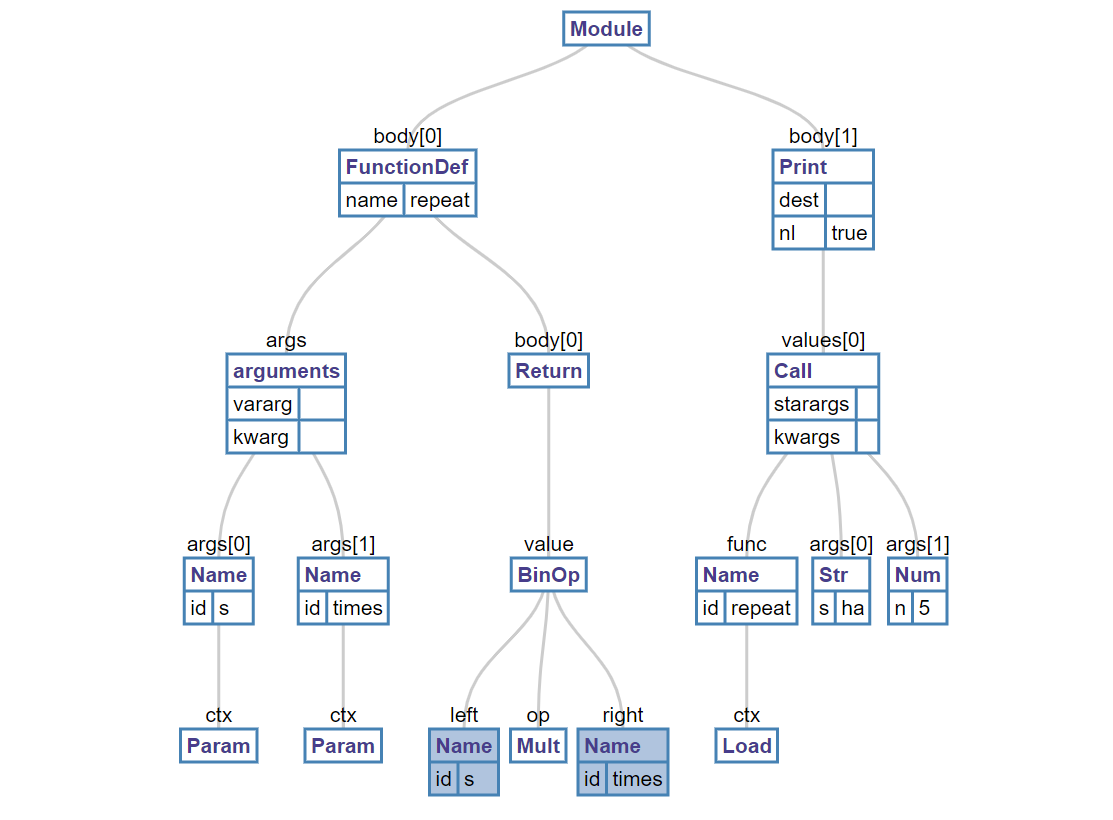 Module
body[0] body[1]
FunctionDef Print
name repeat dest
nl true
args body[0] values[0]
arguments Return Call
vararg starargs
kwarg kwargs
args[0] args[1] value func args[0] args[1]
Name Name BinOp Name Str Num
id s id times id repeat s ha n 5
ctx ctx left op right ctx
Param Param Name Mult Name Load
id s id times